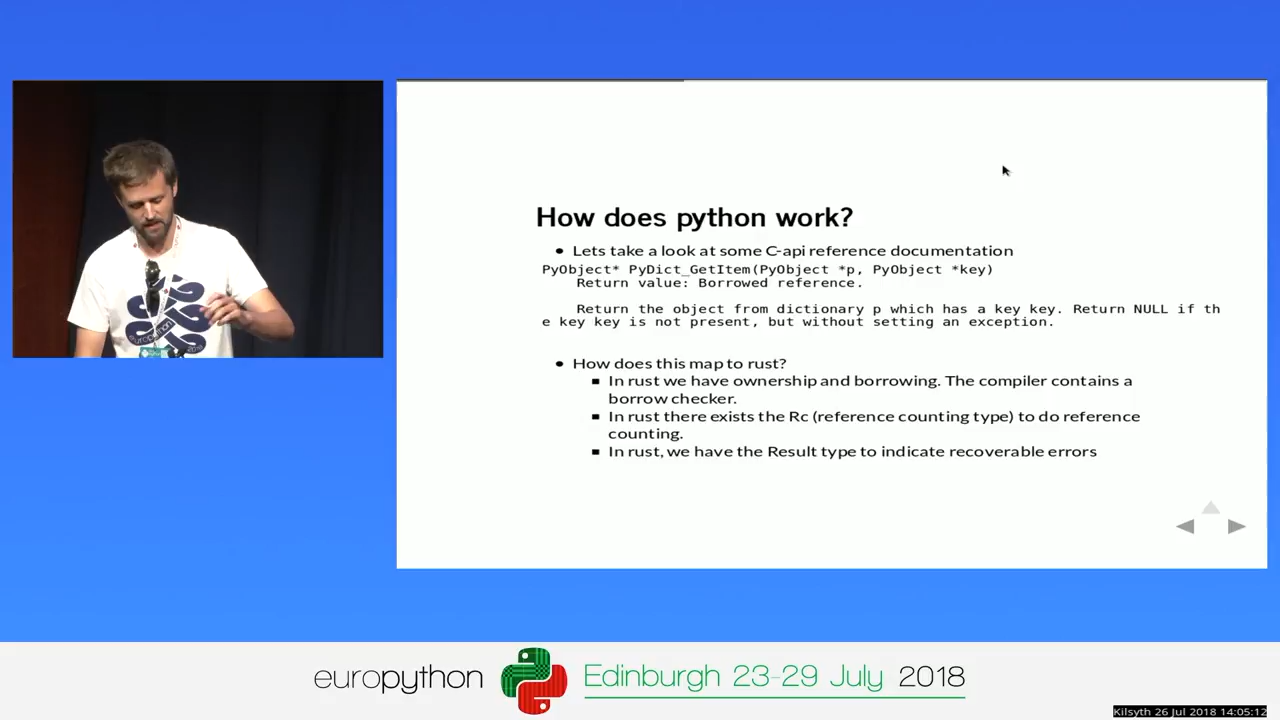 How does python work?
Lets take a look at some C-api reference documentation
PyObject* PyDict_GetItem(PyObject *p, PyObject *key)
Return value: Borrowed reference.
Return the object from dictionary p which has a key key. Return NULL if th
e key key is not present, but without setting an exception.
How does this map to rust?
In rust we have ownership and borrowing. The compiler contains a
borrow checker.
In rust there exists the Rc (reference counting type) to do reference
counting.
In rust, we have the Result type to indicate recoverable errors
europython
europython Edinburgh 23-29 July 2018
Kilsyth 26 Jul 2018 14:05:12